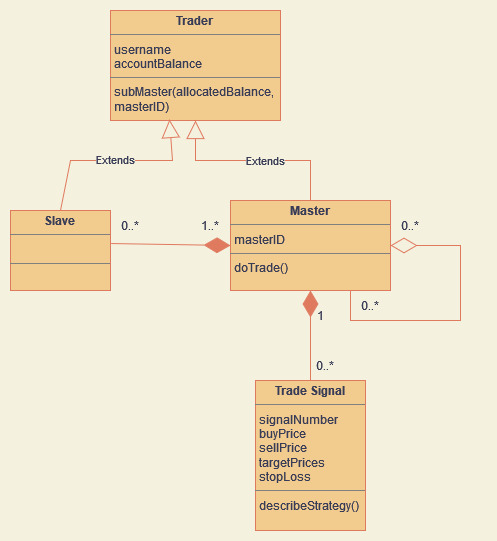 Trader
username
accountBalance
subMaster(allocatedBalance,
masterID)
Extends
Extends
Slave
0..*
1..*
Master
masterID
doTrade()
0..*
0..*
1
0..*
Trade Signal
signalNumber
buyPrice
sellPrice
targetPrices
stopLoss
describeStrategy()